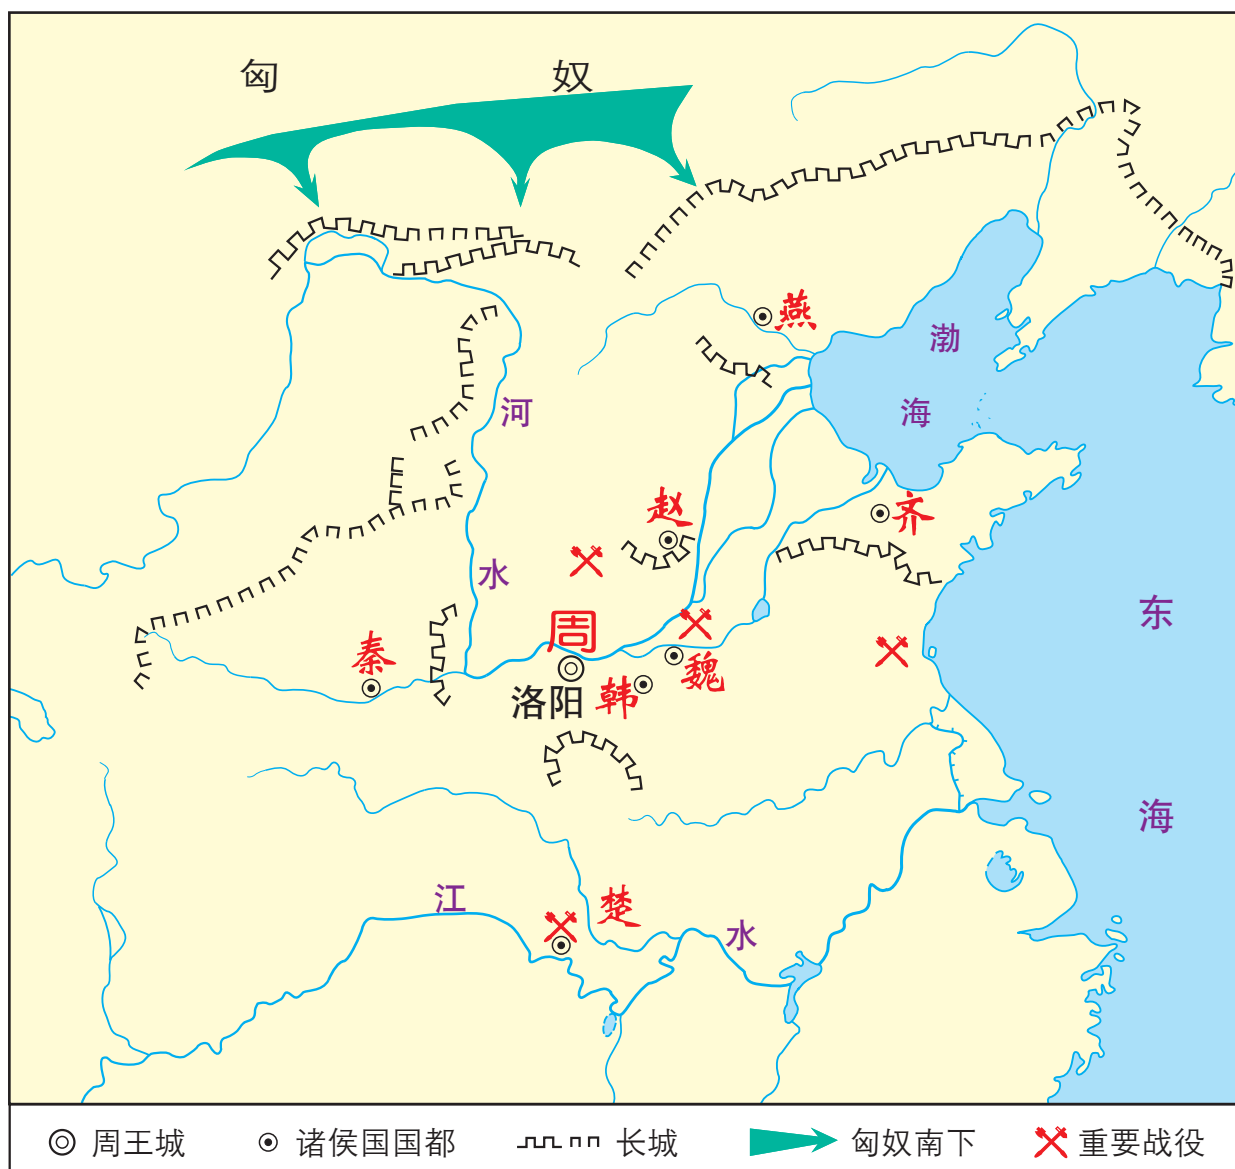 匈奴
燕
渤
海
河
赵
齐
水
东
周
秦
魏
洛阳
韩
海
江
楚
水
周王城
诸侯国国都
长城
匈奴南下
重要战役